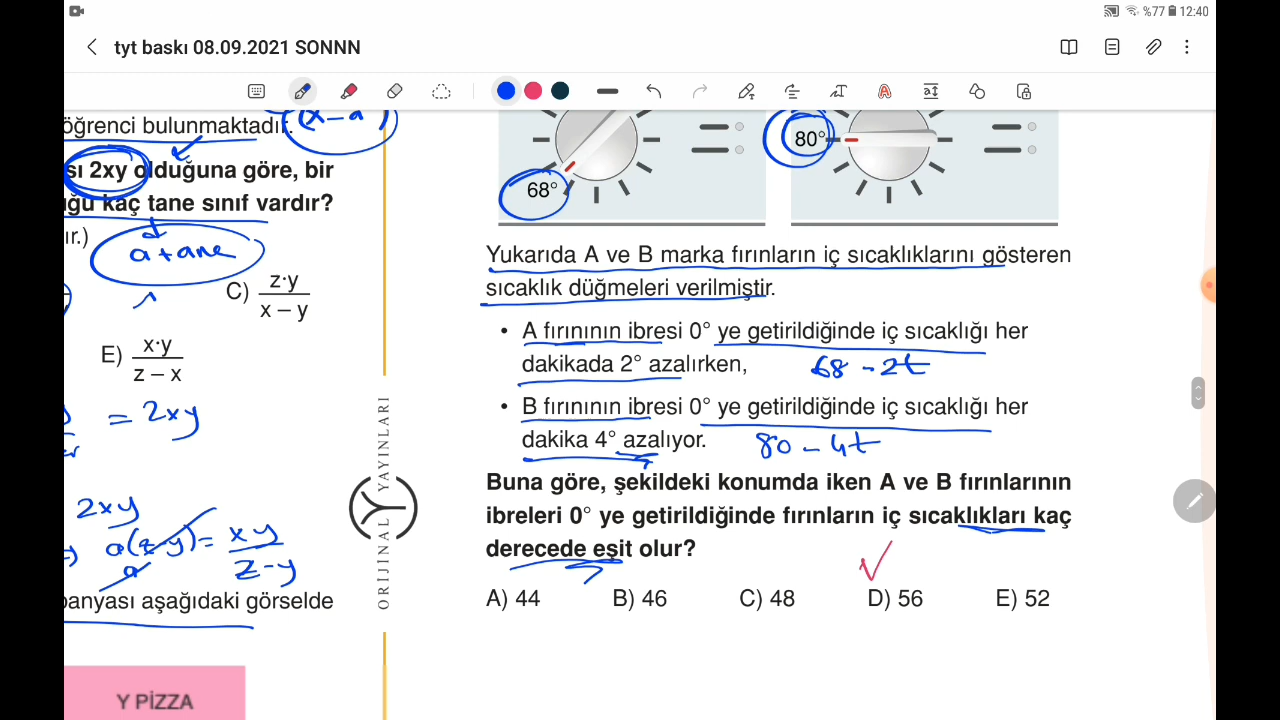 %77 12:40
tyt baskı 08.09.2021 SONNN
öğrenci bulunmaktadır.
(x-a)
sı 2xy olduğuna göre, bir
ğu kaç tane sınıf vardır?
ır.)
a tane
C) z·y
x – y
E) x·y
z – x
= 2xy
2xy
a(z-y) = xy
a
z-y
panyası aşağıdaki görselde
Y PİZZA
ORİJİNAL YAYINLARI
68°
80°
Yukarıda A ve B marka fırınların iç sıcaklıklarını gösteren
sıcaklık düğmeleri verilmiştir.
• A fırınının ibresi 0° ye getirildiğinde iç sıcaklığı her
dakikada 2° azalırken,
68 - 2t
• B fırınının ibresi 0° ye getirildiğinde iç sıcaklığı her
dakika 4° azalıyor.
80 - 4t
Buna göre, şekildeki konumda iken A ve B fırınlarının
ibreleri 0° ye getirildiğinde fırınların iç sıcaklıkları kaç
derecede eşit olur?
A) 44 B) 46 C) 48 D) 56 E) 52